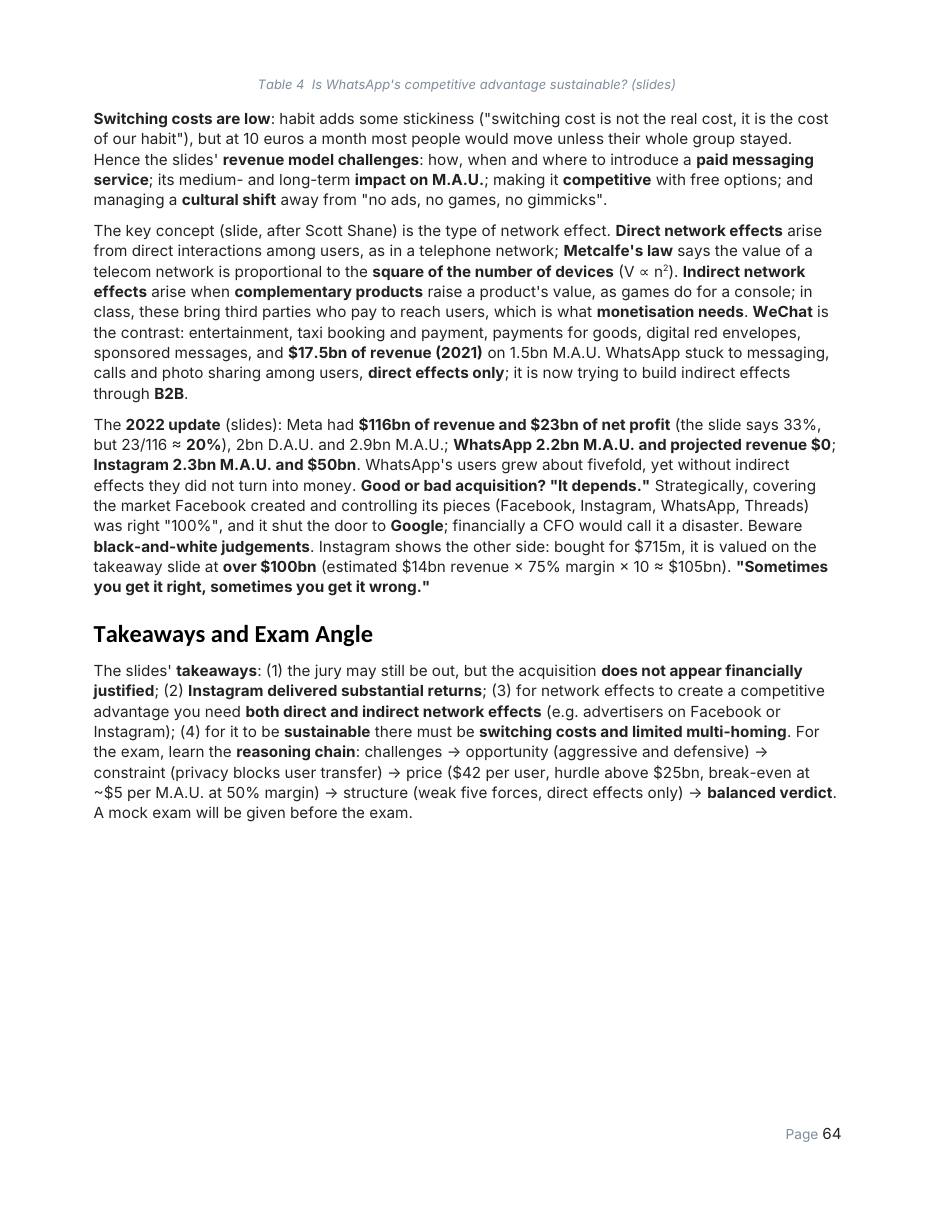 Table 4 Is WhatsApp's competitive advantage sustainable? (slides)
Switching costs are low: habit adds some stickiness ("switching cost is not the real cost, it is the cost
of our habit"), but at 10 euros a month most people would move unless their whole group stayed.
Hence the slides' revenue model challenges: how, when and where to introduce a paid messaging
service; its medium- and long-term impact on M.A.U.; making it competitive with free options; and
managing a cultural shift away from "no ads, no games, no gimmicks".
The key concept (slide, after Scott Shane) is the type of network effect. Direct network effects arise
from direct interactions among users, as in a telephone network; Metcalfe's law says the value of a
telecom network is proportional to the square of the number of devices (V ∝ n²). Indirect network
effects arise when complementary products raise a product's value, as games do for a console; in
class, these bring third parties who pay to reach users, which is what monetisation needs. WeChat is
the contrast: entertainment, taxi booking and payment, payments for goods, digital red envelopes,
sponsored messages, and $17.5bn of revenue (2021) on 1.5bn M.A.U. WhatsApp stuck to messaging,
calls and photo sharing among users, direct effects only; it is now trying to build indirect effects
through B2B.
The 2022 update (slides): Meta had $116bn of revenue and $23bn of net profit (the slide says 33%,
but 23/116 ≈ 20%), 2bn D.A.U. and 2.9bn M.A.U.; WhatsApp 2.2bn M.A.U. and projected revenue $0;
Instagram 2.3bn M.A.U. and $50bn. WhatsApp's users grew about fivefold, yet without indirect
effects they did not turn into money. Good or bad acquisition? "It depends." Strategically, covering
the market Facebook created and controlling its pieces (Facebook, Instagram, WhatsApp, Threads)
was right "100%", and it shut the door to Google; financially a CFO would call it a disaster. Beware
black-and-white judgements. Instagram shows the other side: bought for $715m, it is valued on the
takeaway slide at over $100bn (estimated $14bn revenue × 75% margin × 10 ≈ $105bn). "Sometimes
you get it right, sometimes you get it wrong."
Takeaways and Exam Angle
The slides' takeaways: (1) the jury may still be out, but the acquisition does not appear financially
justified; (2) Instagram delivered substantial returns; (3) for network effects to create a competitive
advantage you need both direct and indirect network effects (e.g. advertisers on Facebook or
Instagram); (4) for it to be sustainable there must be switching costs and limited multi-homing. For
the exam, learn the reasoning chain: challenges → opportunity (aggressive and defensive) →
constraint (privacy blocks user transfer) → price ($42 per user, hurdle above $25bn, break-even at
~$5 per M.A.U. at 50% margin) → structure (weak five forces, direct effects only) → balanced verdict.
A mock exam will be given before the exam.
Page 64